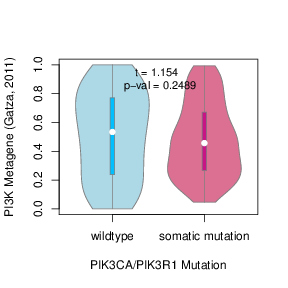 t = 1.154
p−val = 0.2489
PI3K Metagene (Gatza, 2011)
1.0
0.8
0.6
0.4
0.2
0.0
wildtype somatic mutation
PIK3CA/PIK3R1 Mutation